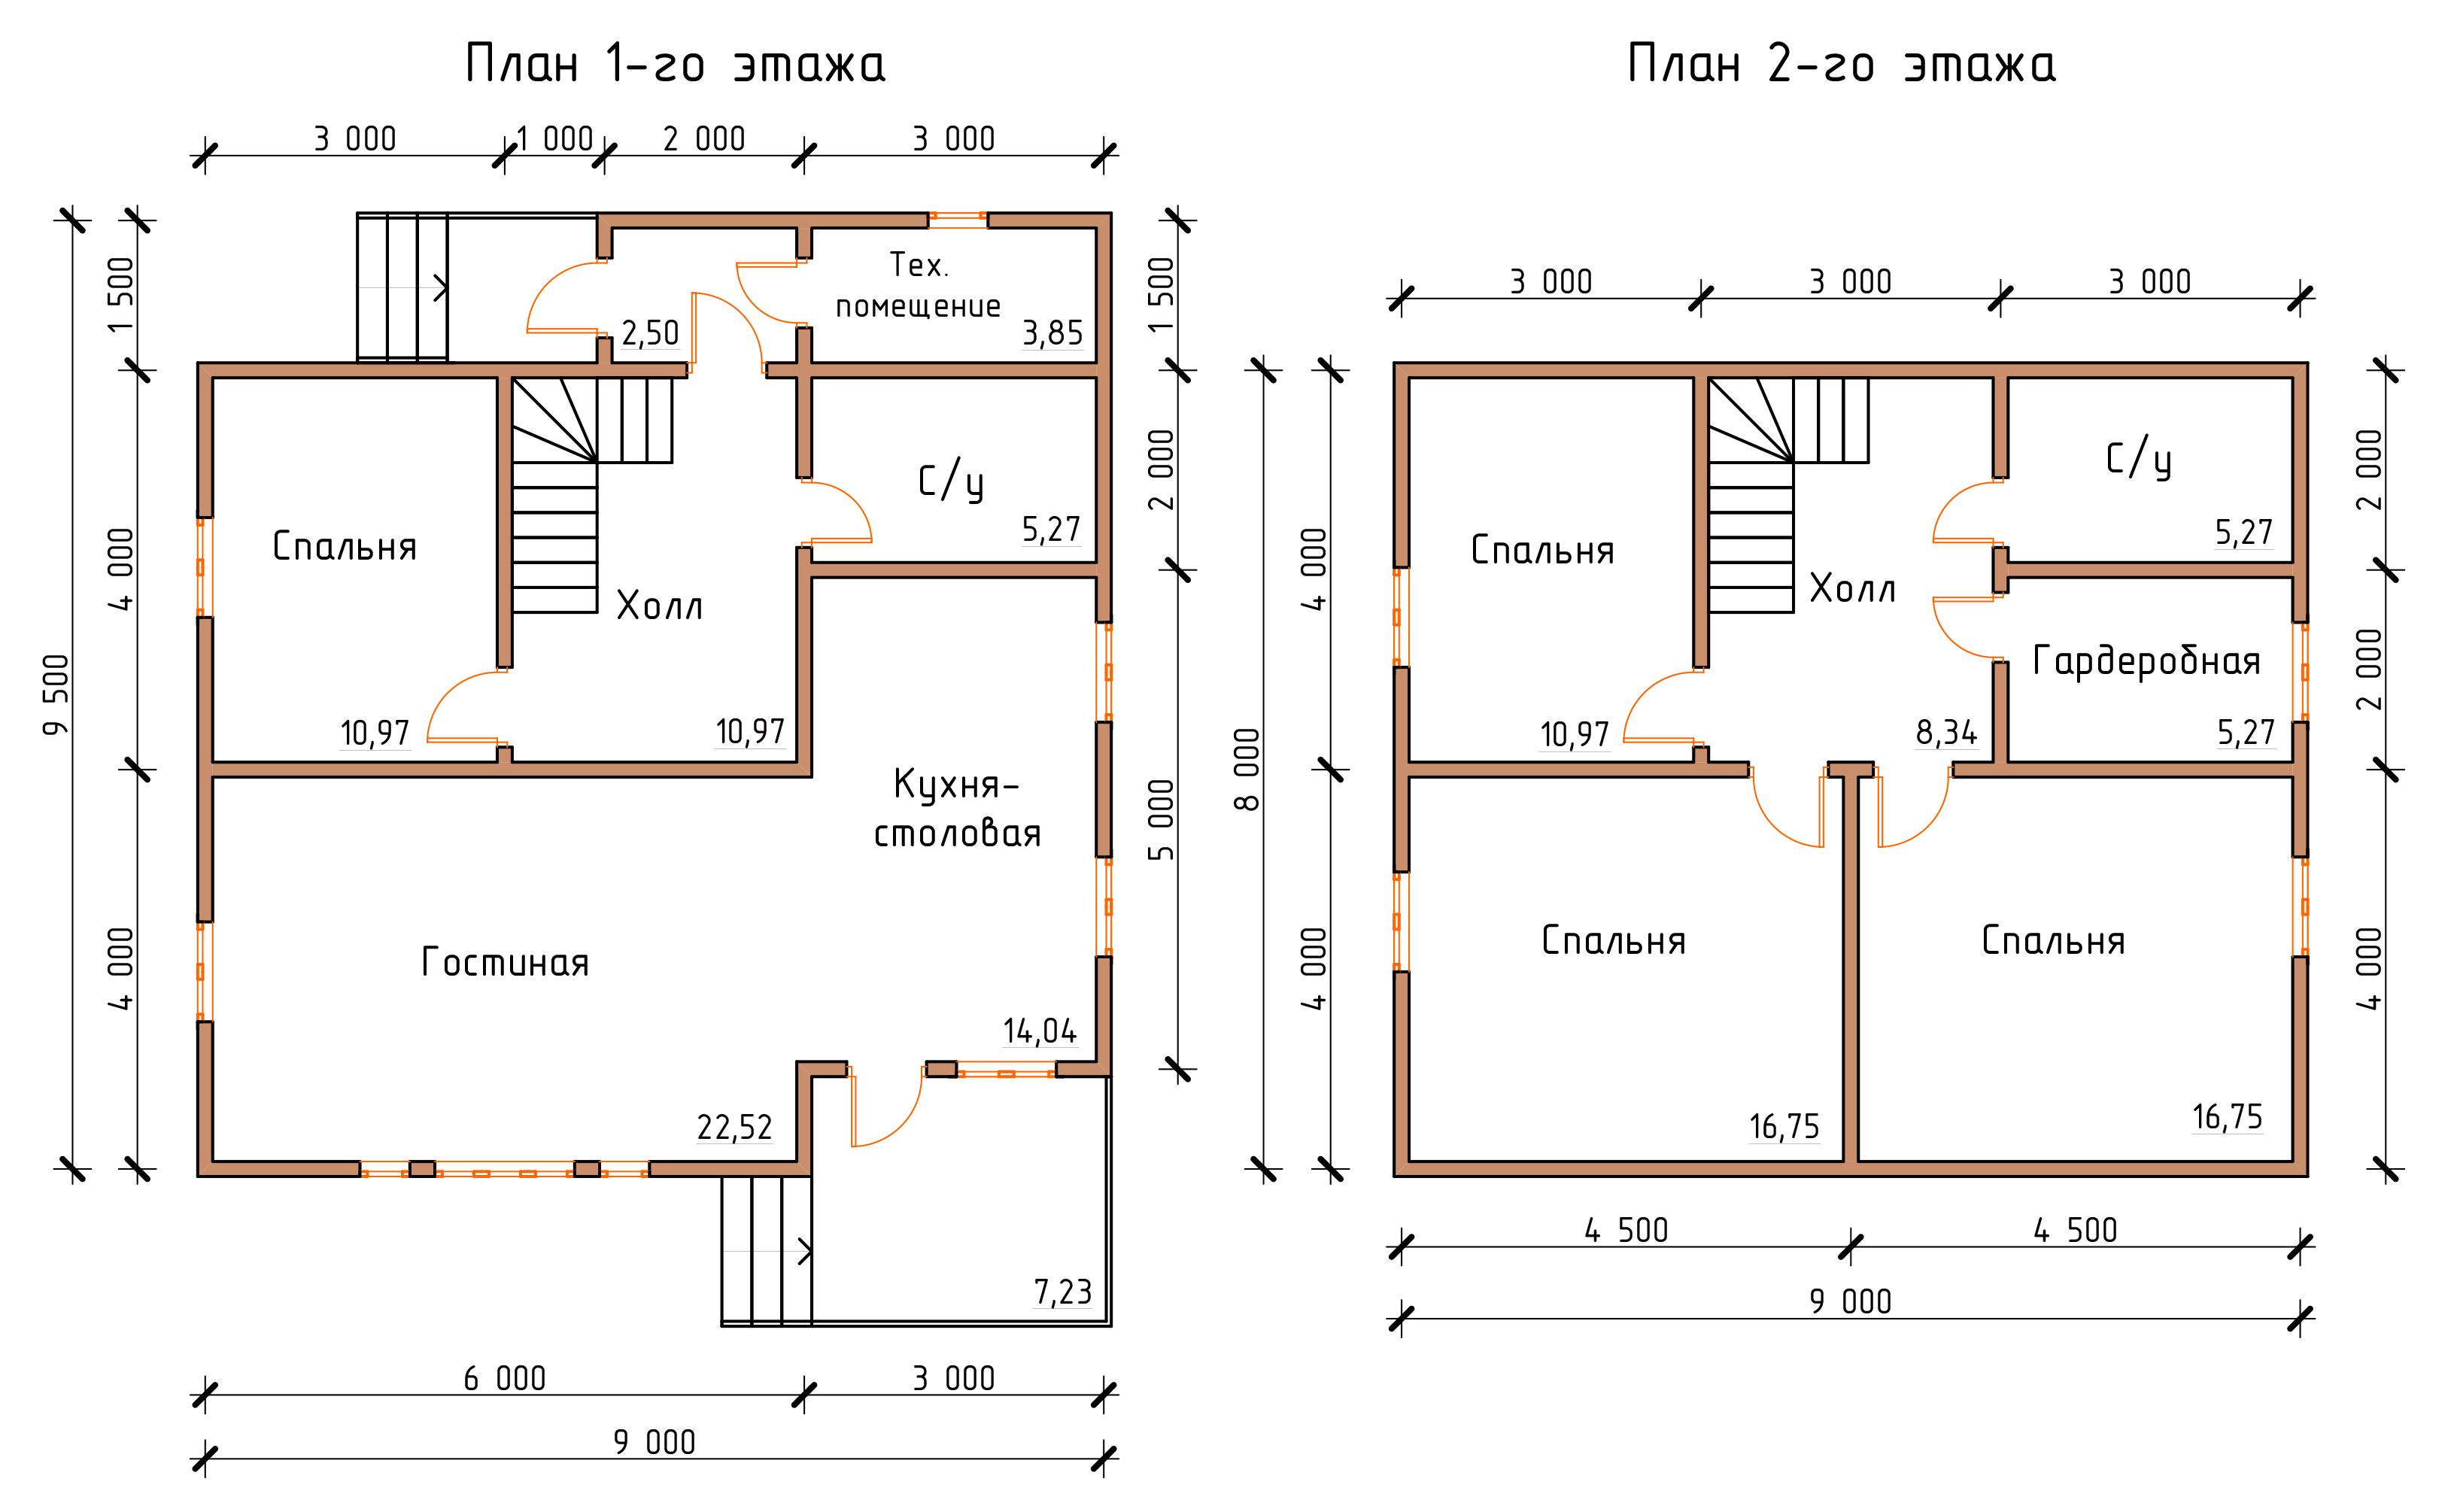 План 1-го этажа
3 000
1 000
2 000
3 000
9 500
1 500
4 000
4 000
Тех.
помещение
2,50
3,85
С/у
5,27
Спальня
Холл
10,97
10,97
Кухня-
столовая
Гостиная
14,04
22,52
7,23
1 500
2 000
5 000
6 000
3 000
9 000
План 2-го этажа
3 000
3 000
3 000
8 000
4 000
4 000
С/у
5,27
Спальня
Холл
Гардеробная
10,97
8,34
5,27
Спальня
Спальня
16,75
16,75
2 000
2 000
4 000
4 500
4 500
9 000